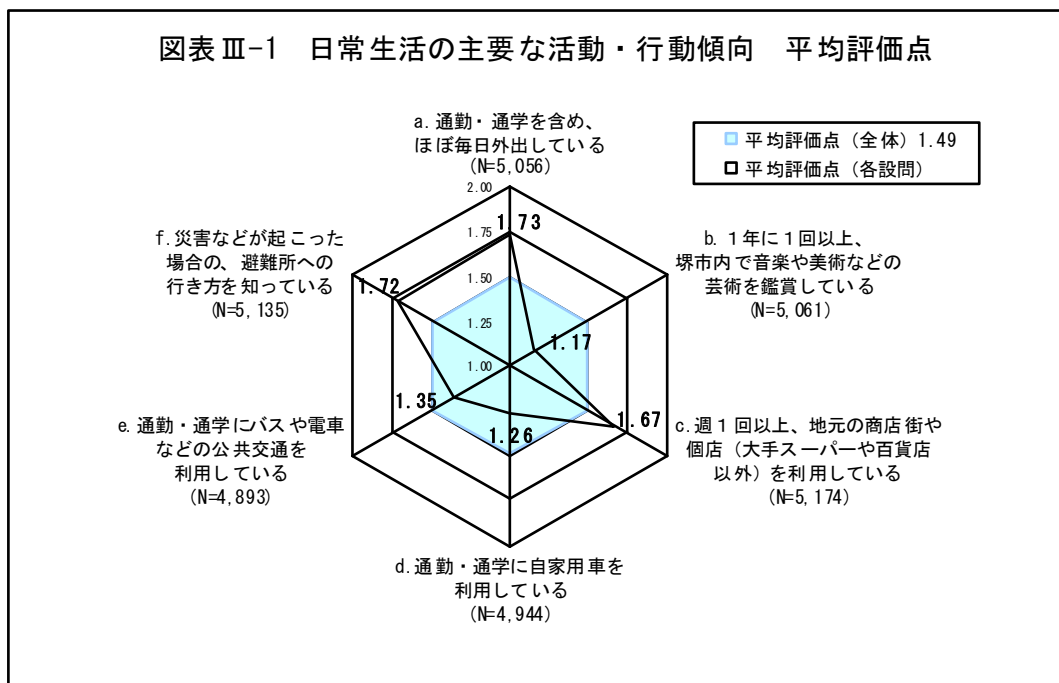 図表Ⅲ-1　日常生活の主要な活動・行動傾向　平均評価点
a.通勤・通学を含め、
ほぼ毎日外出している
(N=5,056)
平均評価点（全体）1.49
平均評価点（各設問）
2.00
1.75
1.50
1.25
1.00
1.73
b.１年に１回以上、
堺市内で音楽や美術などの
芸術を鑑賞している
(N=5,061)
1.17
c.週１回以上、地元の商店街や
個店（大手スーパーや百貨店
以外）を利用している
(N=5,174)
1.67
d.通勤・通学に自家用車を
利用している
(N=4,944)
1.26
e.通勤・通学にバスや電車
などの公共交通を
利用している
(N=4,893)
1.35
f.災害などが起こった
場合の、避難所への
行き方を知っている
(N=5,135)
1.72